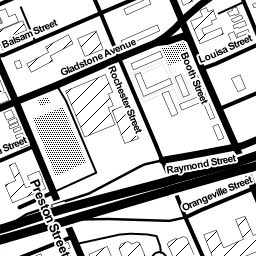 Balsam Street
Gladstone Avenue
Louisa Street
Rochester Street
Booth Street
Street
Raymond Street
Preston Street
Orangeville Street